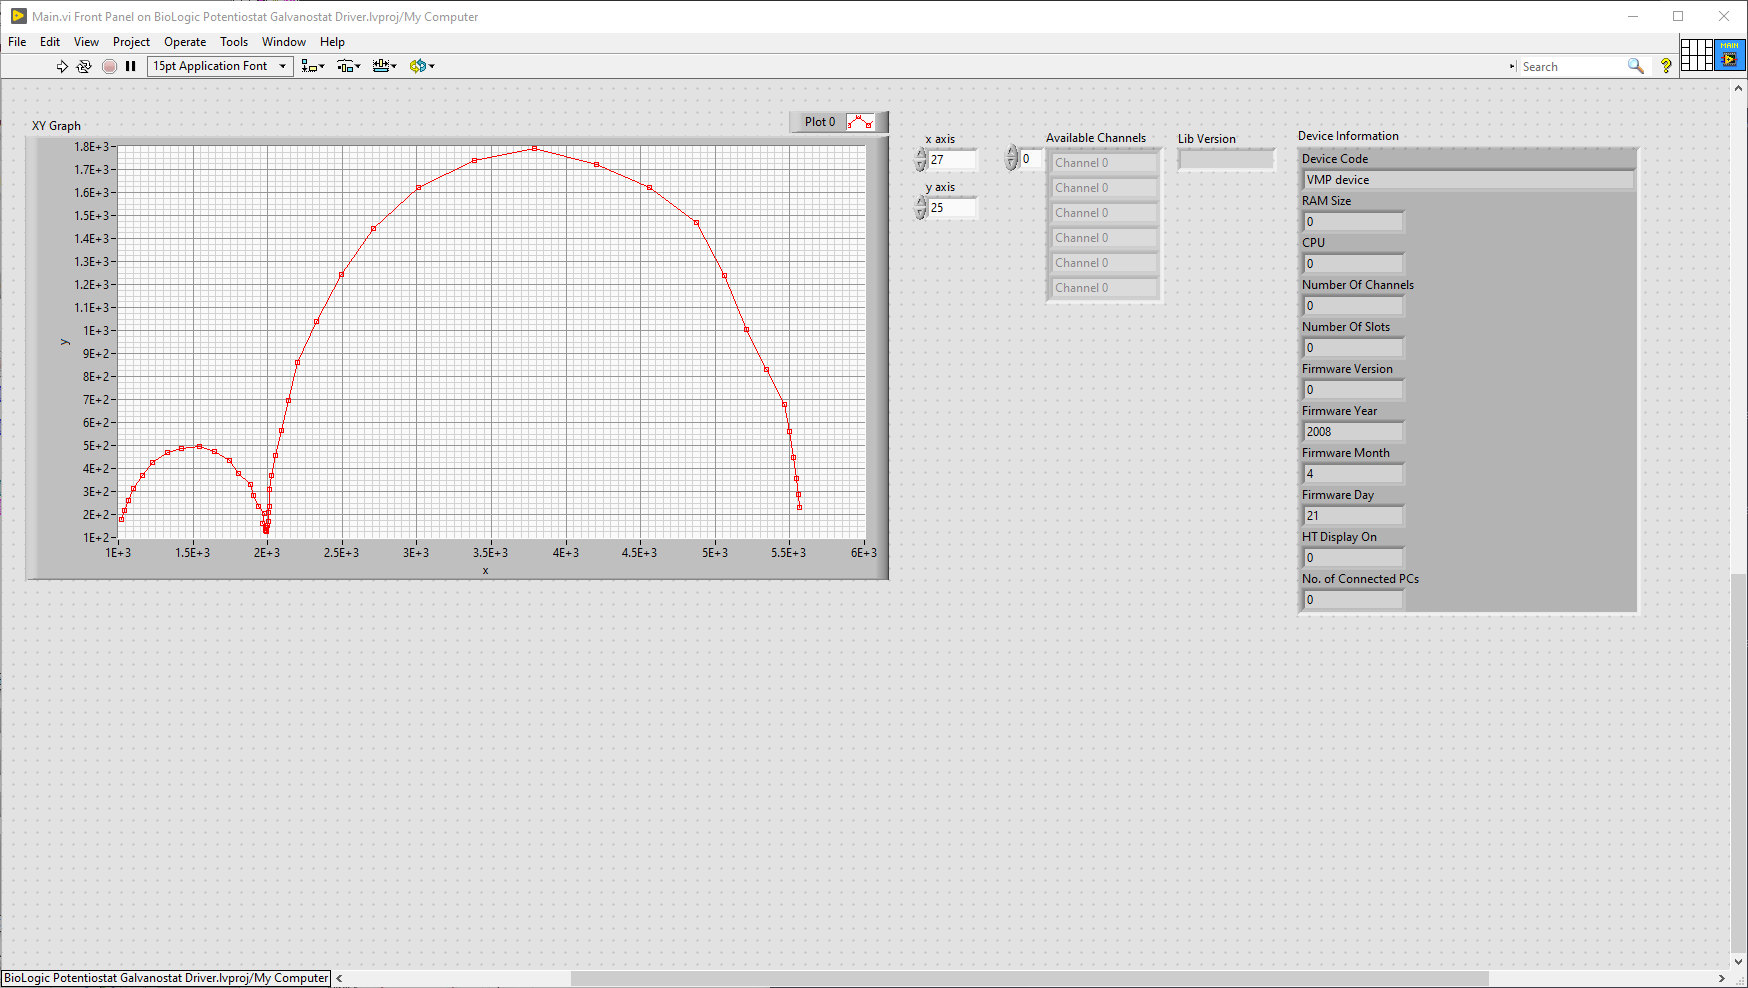 Main.vi Front Panel on BioLogic Potentiostat Galvanostat Driver.lvproj/My Computer
File Edit View Project Operate Tools Window Help
15pt Application Font
Search
?
MAIN
XY Graph
Plot 0
1.8E+3
1.7E+3
1.6E+3
1.5E+3
1.4E+3
1.3E+3
1.2E+3
1.1E+3
1E+3
9E+2
8E+2
7E+2
6E+2
5E+2
4E+2
3E+2
2E+2
1E+2
y
1E+3 1.5E+3 2E+3 2.5E+3 3E+3 3.5E+3 4E+3 4.5E+3 5E+3 5.5E+3 6E+3
x
x axis
27
y axis
25
0
Available Channels
Channel 0
Channel 0
Channel 0
Channel 0
Channel 0
Channel 0
Lib Version
Device Information
Device Code
VMP device
RAM Size
0
CPU
0
Number Of Channels
0
Number Of Slots
0
Firmware Version
0
Firmware Year
2008
Firmware Month
4
Firmware Day
21
HT Display On
0
No. of Connected PCs
0
BioLogic Potentiostat Galvanostat Driver.lvproj/My Computer